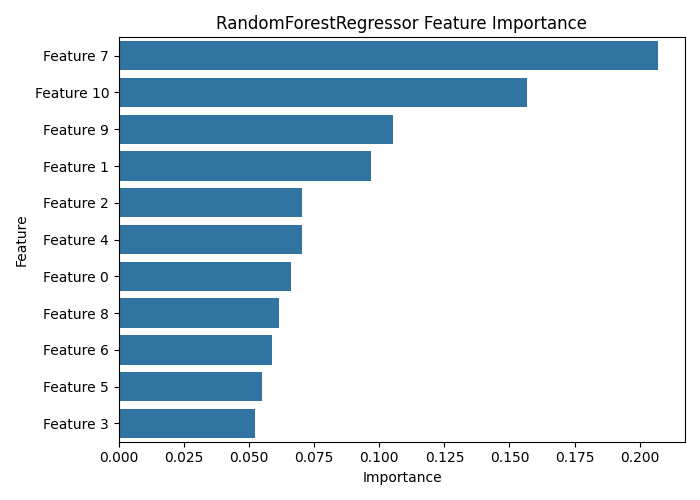 RandomForestRegressor Feature Importance
Feature 7
Feature 10
Feature 9
Feature 1
Feature 2
Feature 4
Feature 0
Feature 8
Feature 6
Feature 5
Feature 3
Feature
0.000 0.025 0.050 0.075 0.100 0.125 0.150 0.175 0.200
Importance